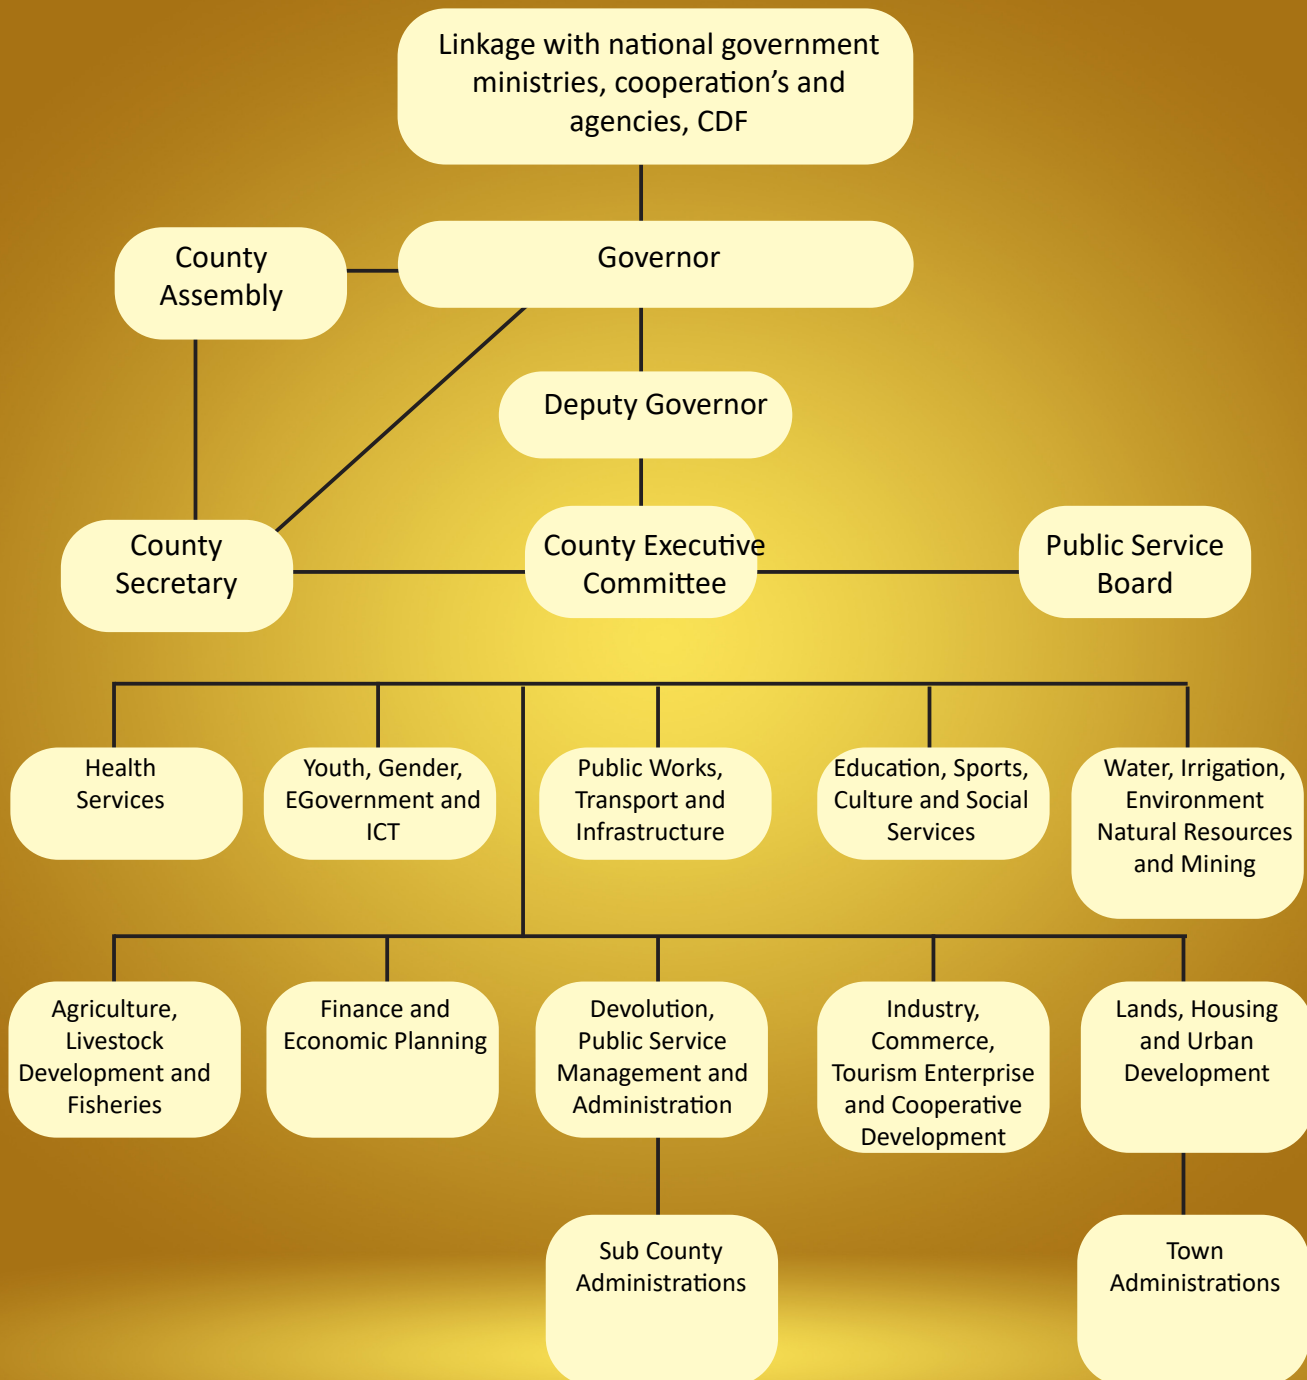 Linkage with national government
ministries, cooperation’s and
agencies, CDF
County
Assembly
Governor
Deputy Governor
County
Secretary
County Executive
Committee
Public Service
Board
Health
Services
Youth, Gender,
EGovernment and
ICT
Public Works,
Transport and
Infrastructure
Education, Sports,
Culture and Social
Services
Water, Irrigation,
Environment
Natural Resources
and Mining
Agriculture,
Livestock
Development and
Fisheries
Finance and
Economic Planning
Devolution,
Public Service
Management and
Administration
Industry,
Commerce,
Tourism Enterprise
and Cooperative
Development
Lands, Housing
and Urban
Development
Sub County
Administrations
Town
Administrations